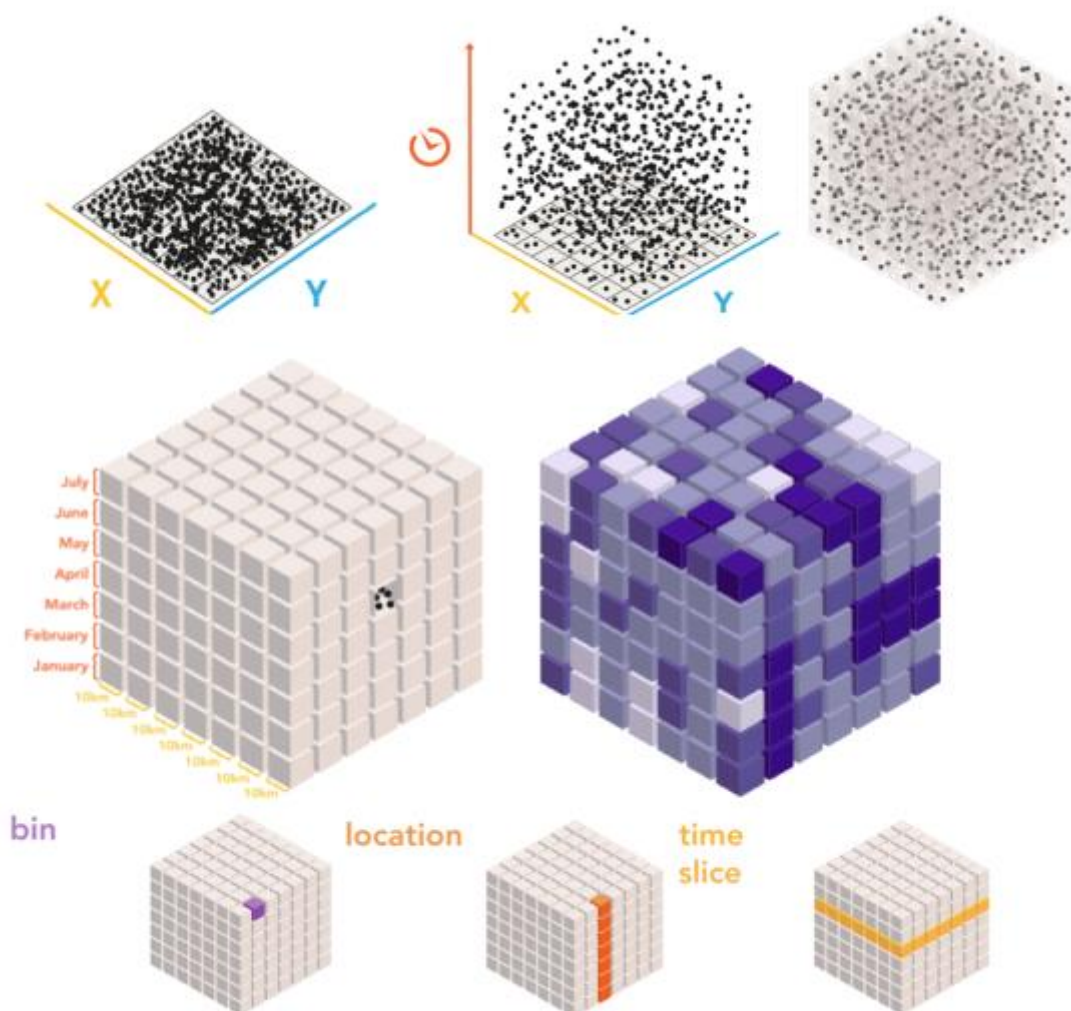 X
Y
X
Y
July
June
May
April
March
February
January
10km
10km
10km
10km
10km
10km
10km
bin
location
time
slice